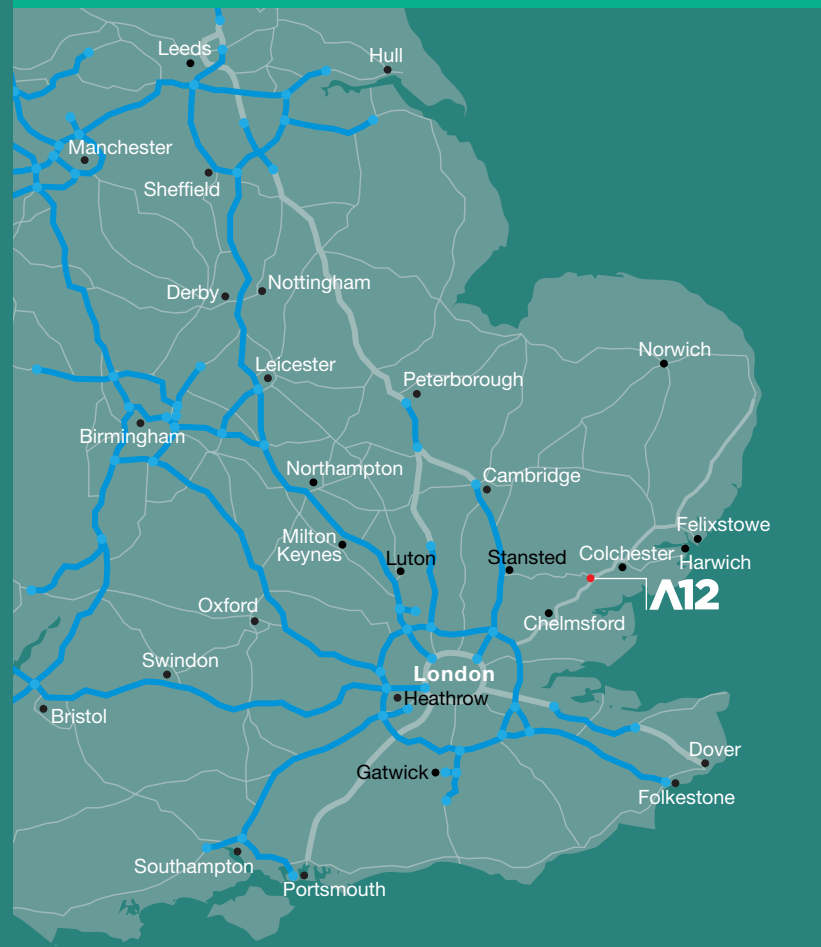 Leeds
Hull
Manchester
Sheffield
Nottingham
Derby
Norwich
Leicester
Peterborough
Birmingham
Northampton
Cambridge
Felixstowe
Milton
Keynes
Luton
Stansted
Colchester
Harwich
A12
Oxford
Chelmsford
Swindon
London
Heathrow
Bristol
Dover
Gatwick
Folkestone
Southampton
Portsmouth